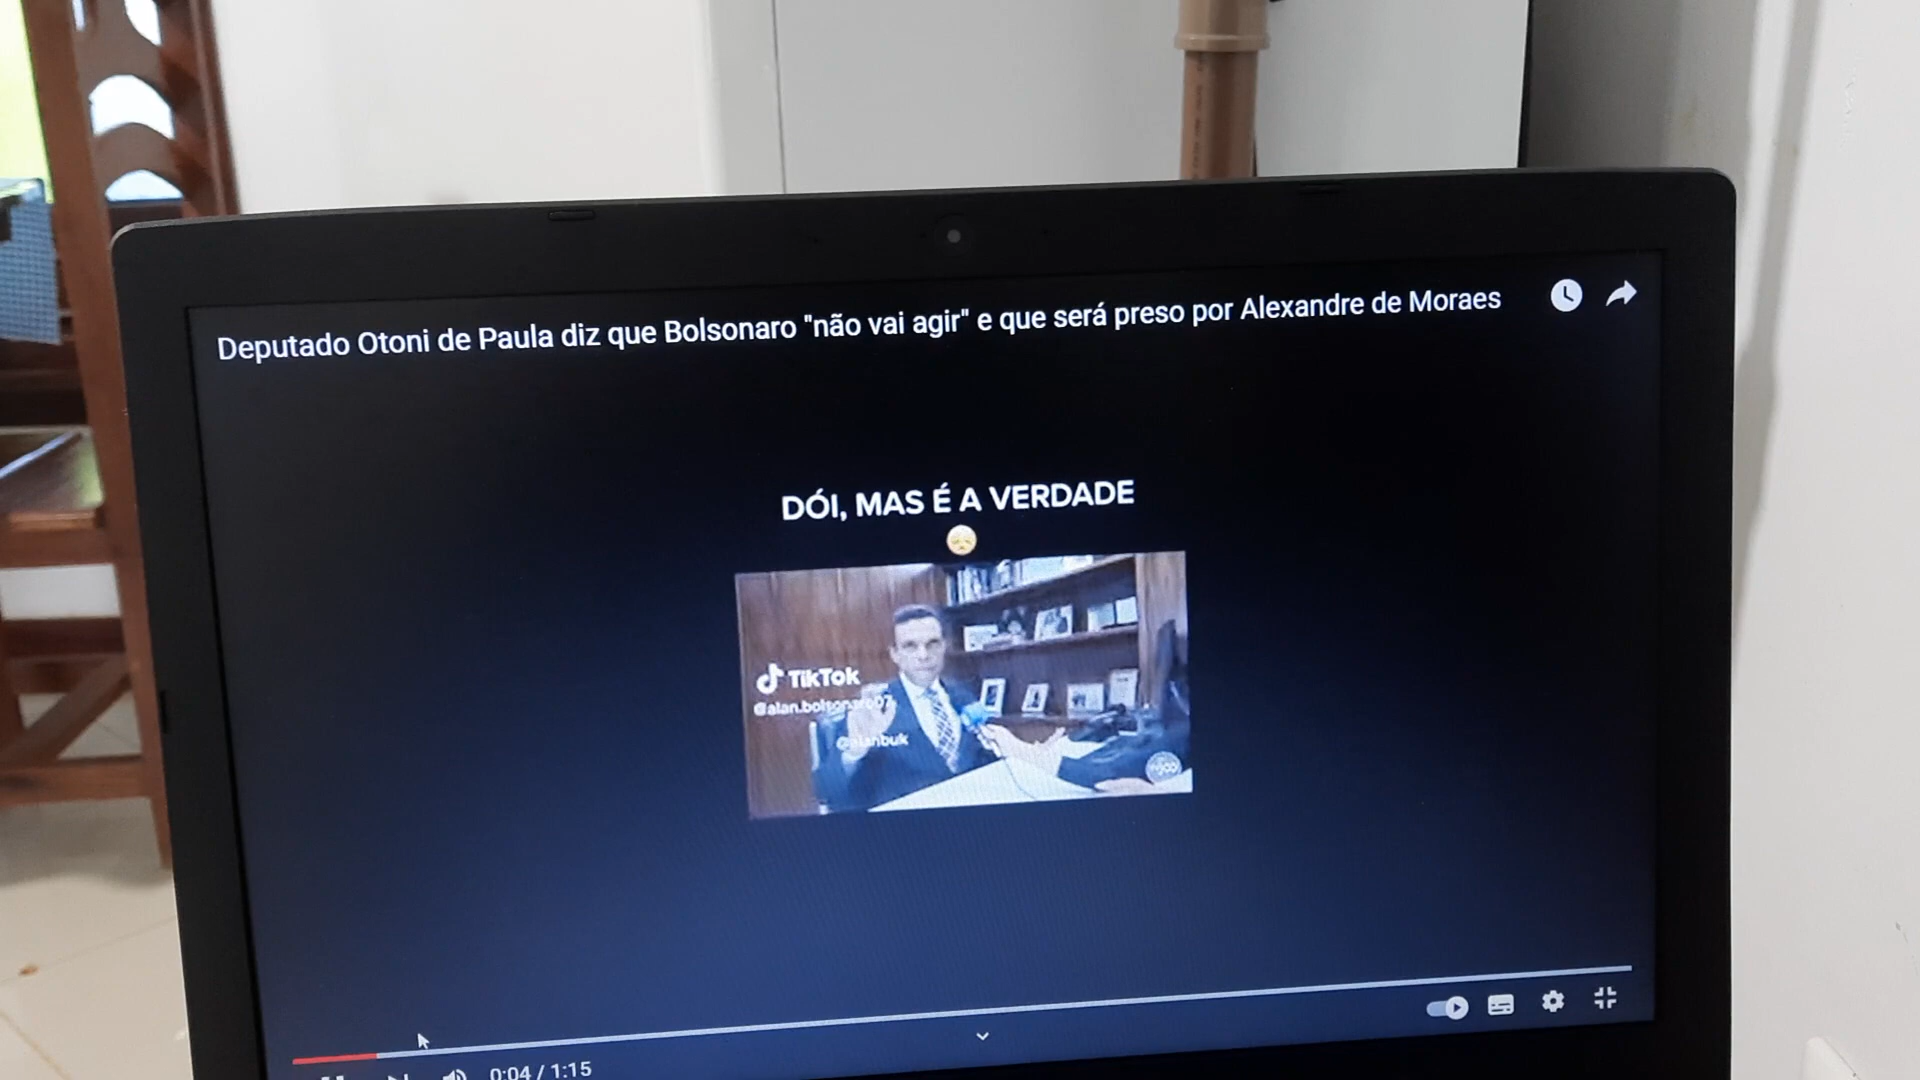 Deputado Otoni de Paula diz que Bolsonaro "não vai agir" e que será preso por Alexandre de Moraes
DÓI, MAS É A VERDADE
TikTok
0:04 / 1:15